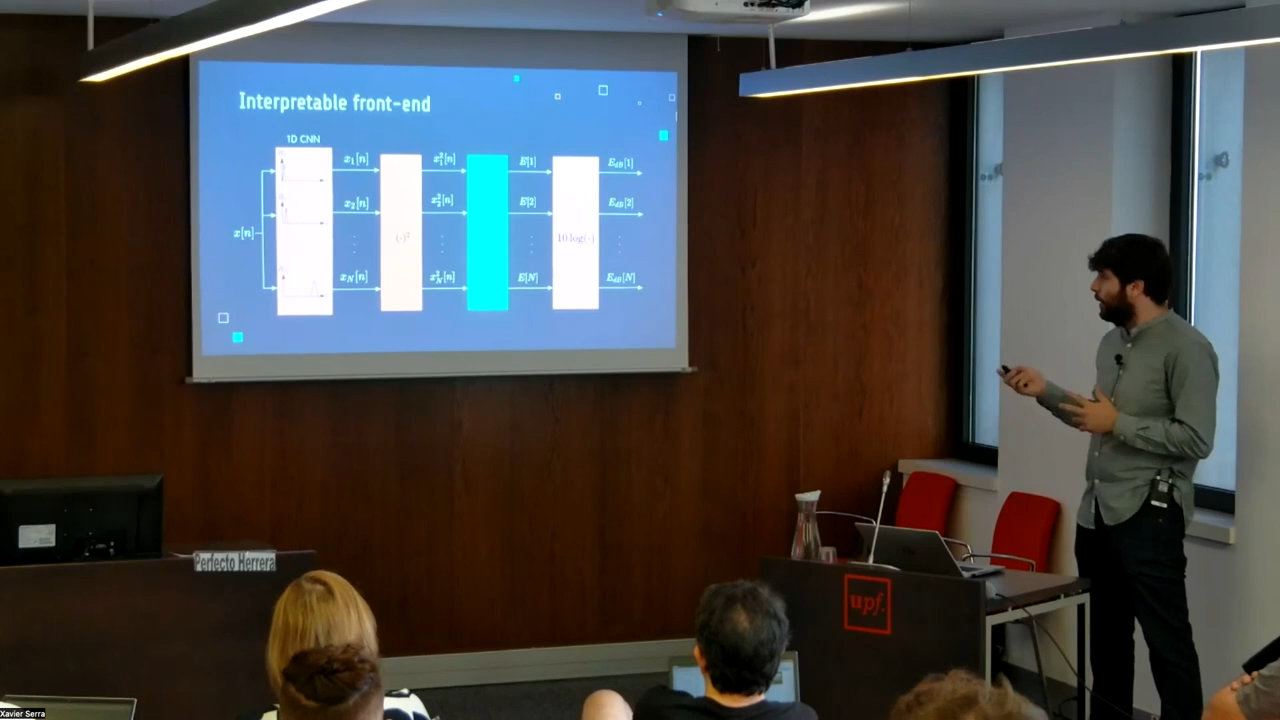 Interpretable front-end
1D CNN
x[n]
x₁[n]
x₂[n]
x_N[n]
(·)²
x₁²[n]
x₂²[n]
x_N²[n]
E[1]
E[2]
E[N]
10 log(·)
E_dB[1]
E_dB[2]
E_dB[N]
Perfecto Herrera
upf.
Xavier Serra